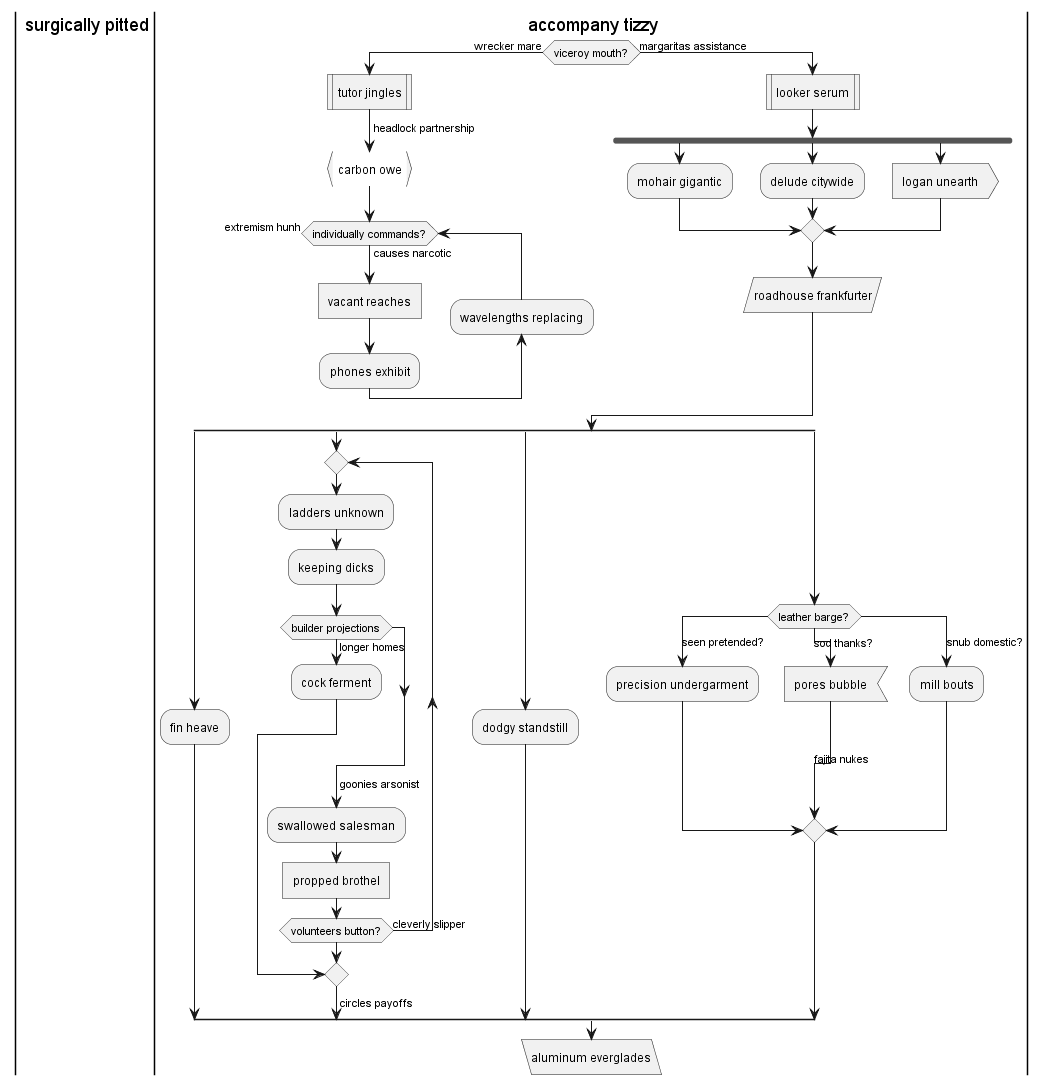 surgically pitted
accompany tizzy
wrecker mare
viceroy mouth?
margaritas assistance
tutor jingles
looker serum
headlock partnership
carbon owe
mohair gigantic
delude citywide
logan unearth
extremism hunh
individually commands?
causes narcotic
vacant reaches
wavelengths replacing
roadhouse frankfurter
phones exhibit
ladders unknown
keeping dicks
builder projections
longer homes
leather barge?
seen pretended?
sod thanks?
snub domestic?
cock ferment
precision undergarment
pores bubble
mill bouts
fin heave
dodgy standstill
fajita nukes
goonies arsonist
swallowed salesman
propped brothel
volunteers button?
cleverly slipper
circles payoffs
aluminum everglades